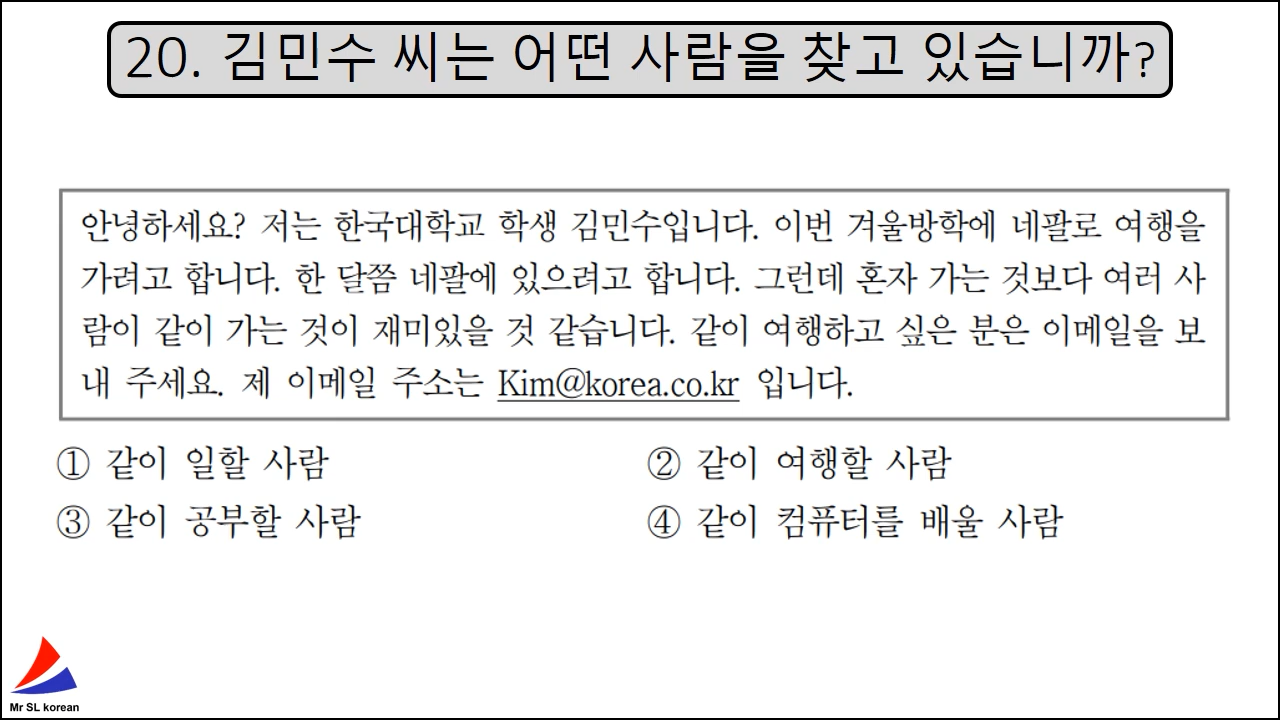 20. 김민수 씨는 어떤 사람을 찾고 있습니까?
안녕하세요? 저는 한국대학교 학생 김민수입니다. 이번 겨울방학에 네팔로 여행을
가려고 합니다. 한 달쯤 네팔에 있으려고 합니다. 그런데 혼자 가는 것보다 여러 사
람이 같이 가는 것이 재미있을 것 같습니다. 같이 여행하고 싶은 분은 이메일을 보
내 주세요. 제 이메일 주소는 Kim@korea.co.kr 입니다.
① 같이 일할 사람
② 같이 여행할 사람
③ 같이 공부할 사람
④ 같이 컴퓨터를 배울 사람
Mr SL korean